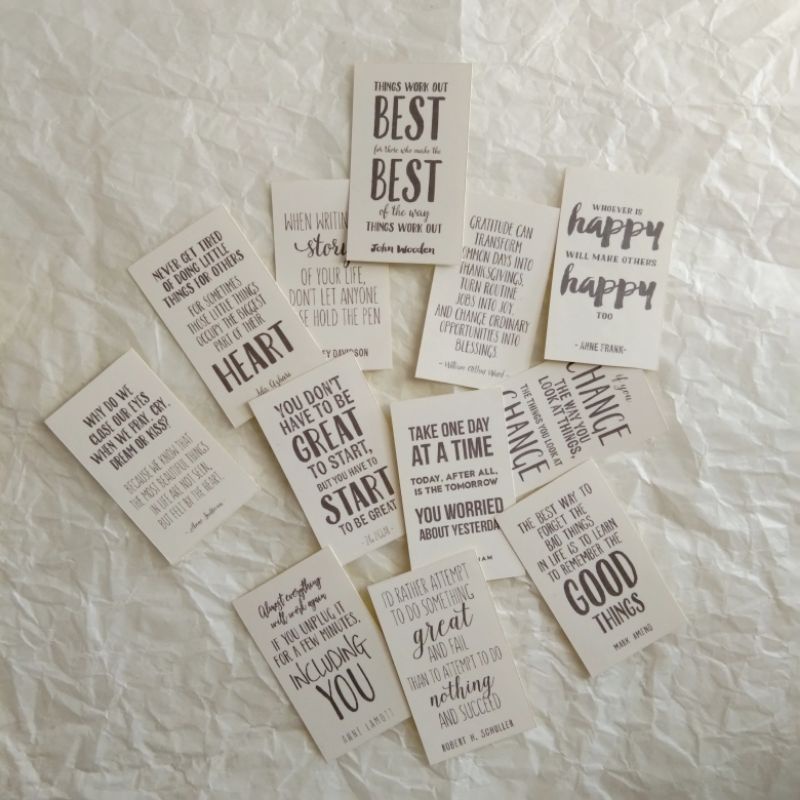 THINGS WORK OUT
BEST
for those who make the
BEST
of the way
THINGS WORK OUT
John Wooden
WHEN WRITING
story
OF YOUR LIFE,
DON'T LET ANYONE
HOLD THE PEN
DAVIDSON
GRATITUDE CAN
TRANSFORM
DAYS INTO
THANKSGIVINGS,
TURN ROUTINE
JOBS INTO JOY,
AND CHANGE ORDINARY
OPPORTUNITIES INTO
BLESSINGS.
- William Arthur Ward -
WHOEVER IS
happy
WILL MAKE OTHERS
happy
TOO
- ANNE FRANK-
NEVER GET TIRED
OF DOING LITTLE
THINGS FOR OTHERS
FOR SOMETIMES
THOSE LITTLE THINGS
OCCUPY THE BIGGEST
PART OF THEIR
HEART
WHY DO WE
CLOSE OUR EYES
WHEN WE PRAY, CRY,
DREAM OR KISS?
BECAUSE WE KNOW THAT
THE MOST BEAUTIFUL THINGS
IN LIFE ARE NOT SEEN,
BUT FELT BY THE HEART.
YOU DON'T
HAVE TO BE
GREAT
TO START,
BUT YOU HAVE TO
START
TO BE GREAT
TAKE ONE DAY
AT A TIME
TODAY, AFTER ALL,
IS THE TOMORROW
YOU WORRIED
ABOUT YESTERDA
if you
CHANGE
THE WAY YOU
LOOK AT THINGS,
THE THINGS YOU LOOK AT
CHANGE
THE BEST WAY TO
FORGET THE
BAD THINGS
IN LIFE IS TO LEARN
TO REMEMBER THE
GOOD
THINGS
MARK AMEND
Almost everything
will work again
IF YOU UNPLUG IT
FOR A FEW MINUTES,
INCLUDING
YOU
ANNE LAMOTT
I'D RATHER ATTEMPT
TO DO SOMETHING
great
AND FAIL
THAN TO ATTEMPT TO DO
nothing
AND SUCCEED
ROBERT H. SCHULLER